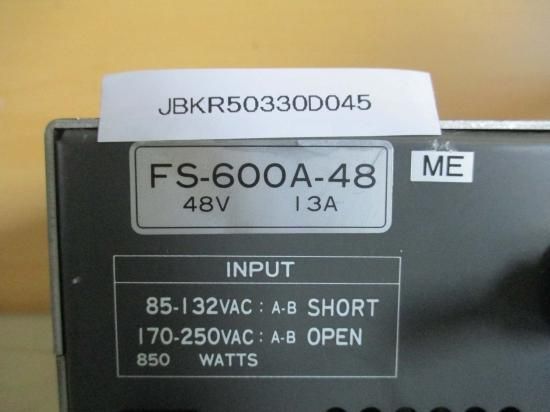 JBKR50330D045
FS-600A-48
48V 13A
ME
INPUT
85-132VAC : A-B SHORT
170-250VAC : A-B OPEN
850 WATTS